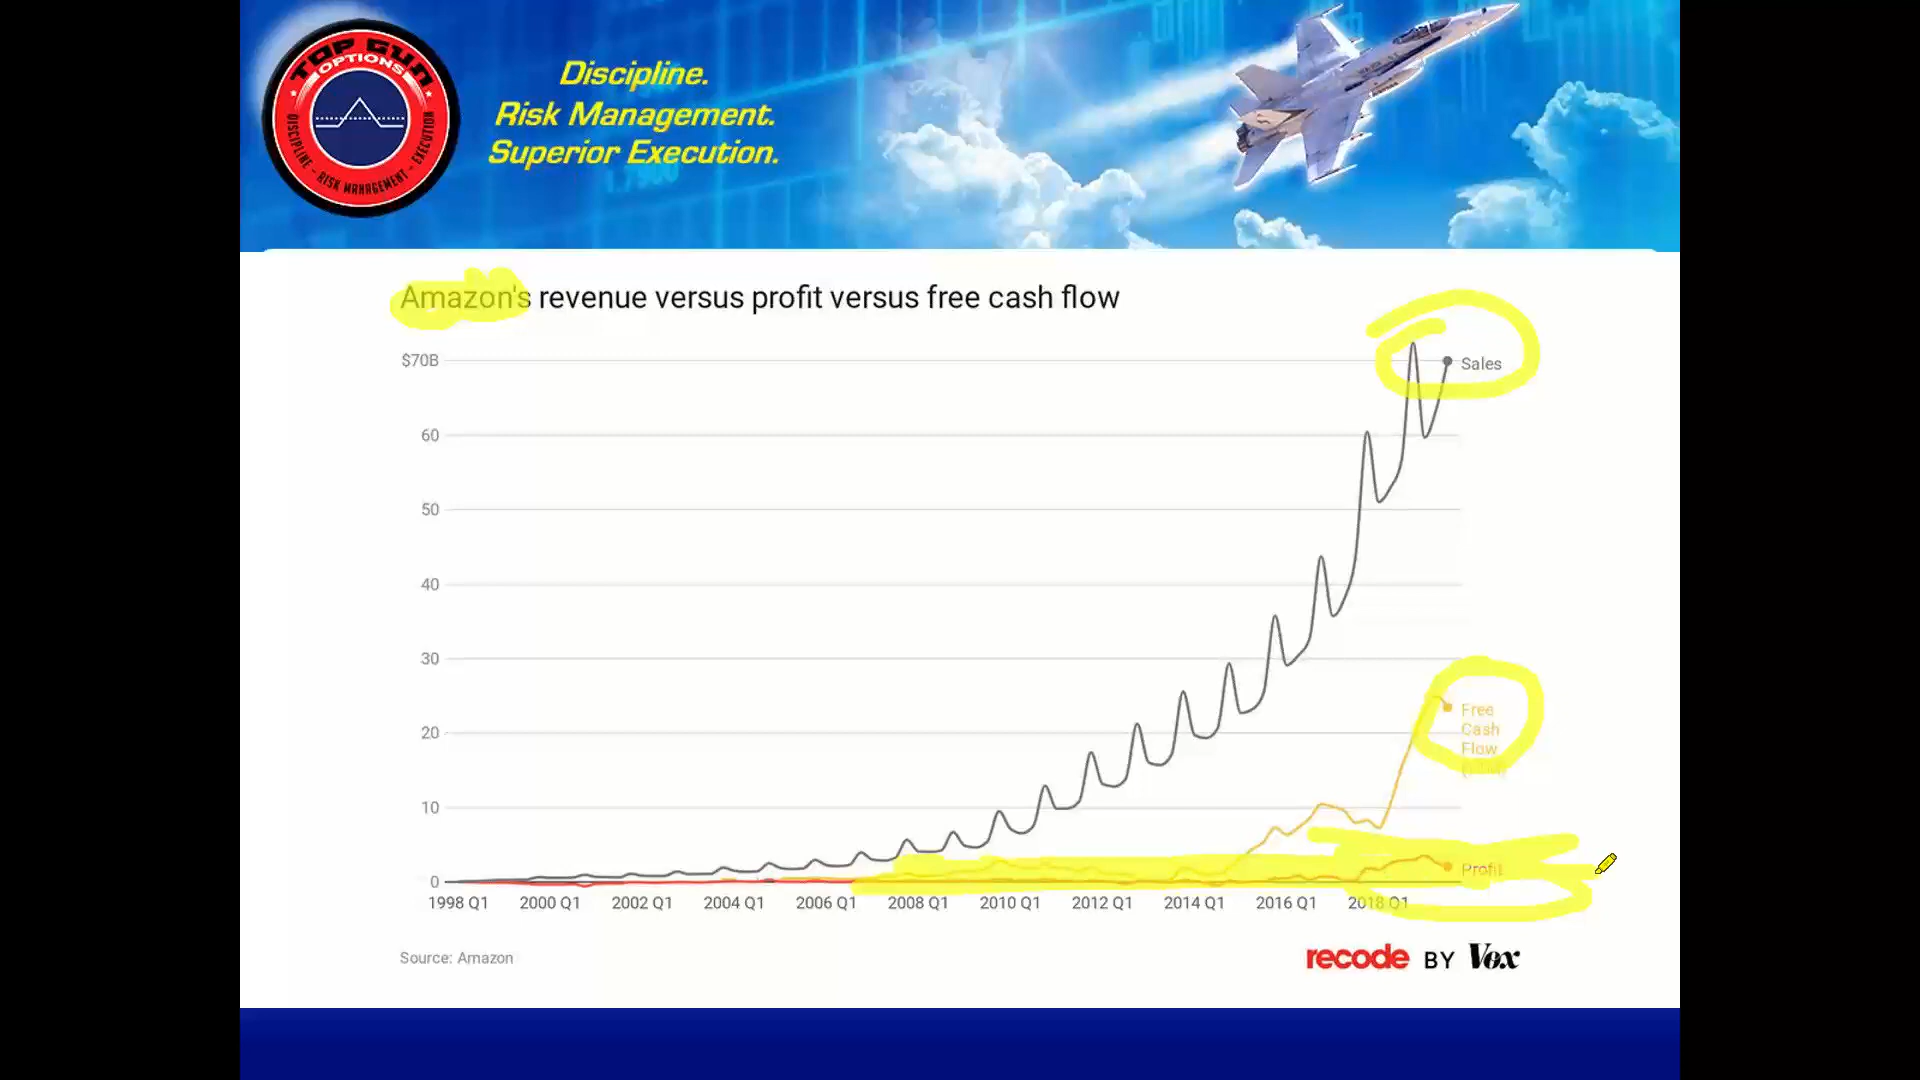 TOP GUN
OPTIONS
DISCIPLINE - RISK MANAGEMENT - EXECUTION
Discipline.
Risk Management.
Superior Execution.
Amazon's revenue versus profit versus free cash flow
$70B
60
50
40
30
20
10
0
Sales
Free
Cash
Flow
Profit
1998 Q1 2000 Q1 2002 Q1 2004 Q1 2006 Q1 2008 Q1 2010 Q1 2012 Q1 2014 Q1 2016 Q1 2018 Q1
Source: Amazon
recode BY Vox